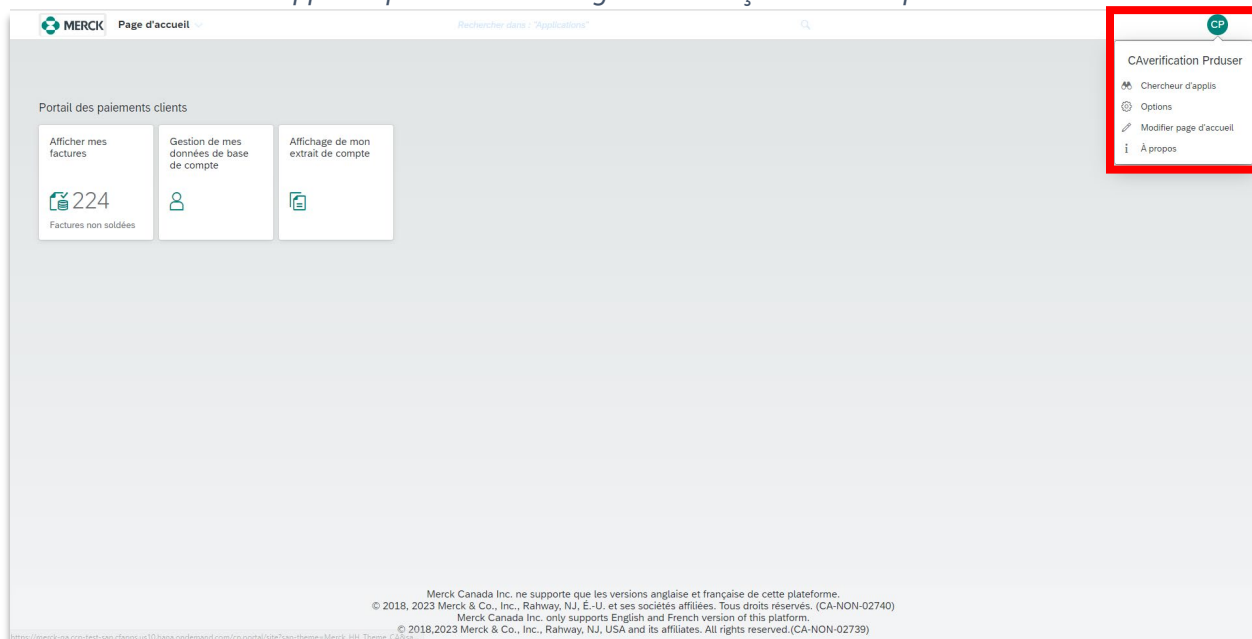 MERCK Page d'accueil Rechercher dans : "Applications" CP
CAverification Prduser
Chercheur d'applis
Options
Modifier page d'accueil
À propos
Portail des paiements clients
Afficher mes
factures
224
Factures non soldées
Gestion de mes
données de base
de compte
Affichage de mon
extrait de compte
Merck Canada Inc. ne supporte que les versions anglaise et française de cette plateforme.
© 2018, 2023 Merck & Co., Inc., Rahway, NJ, É.-U. et ses sociétés affiliées. Tous droits réservés. (CA-NON-02740)
Merck Canada Inc. only supports English and French version of this platform.
© 2018,2023 Merck & Co., Inc., Rahway, NJ, USA and its affiliates. All rights reserved.(CA-NON-02739)